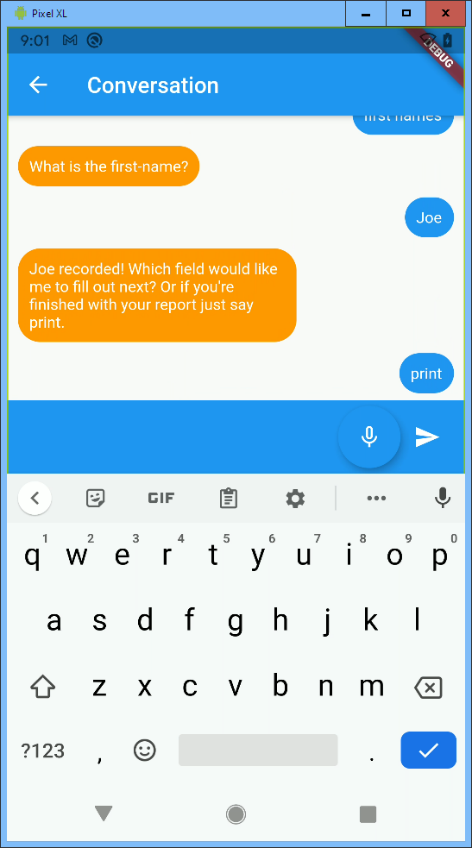 Pixel XL
9:01
DEBUG
Conversation
first names
What is the first-name?
Joe
Joe recorded! Which field would like
me to fill out next? Or if you're
finished with your report just say
print.
print
GIF
1 2 3 4 5 6 7 8 9 0
q w e r t y u i o p
a s d f g h j k l
z x c v b n m
?123 , .